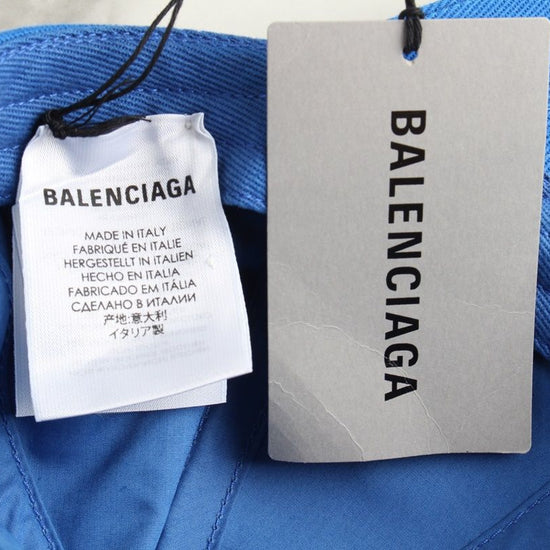 BALENCIAGA
MADE IN ITALY
FABRIQUÉ EN ITALIE
HERGESTELLT IN ITALIEN
HECHO EN ITALIA
FABRICADO EM ITÁLIA
СДЕЛАНО В ИТАЛИИ
产地:意大利
イタリア製
BALENCIAGA